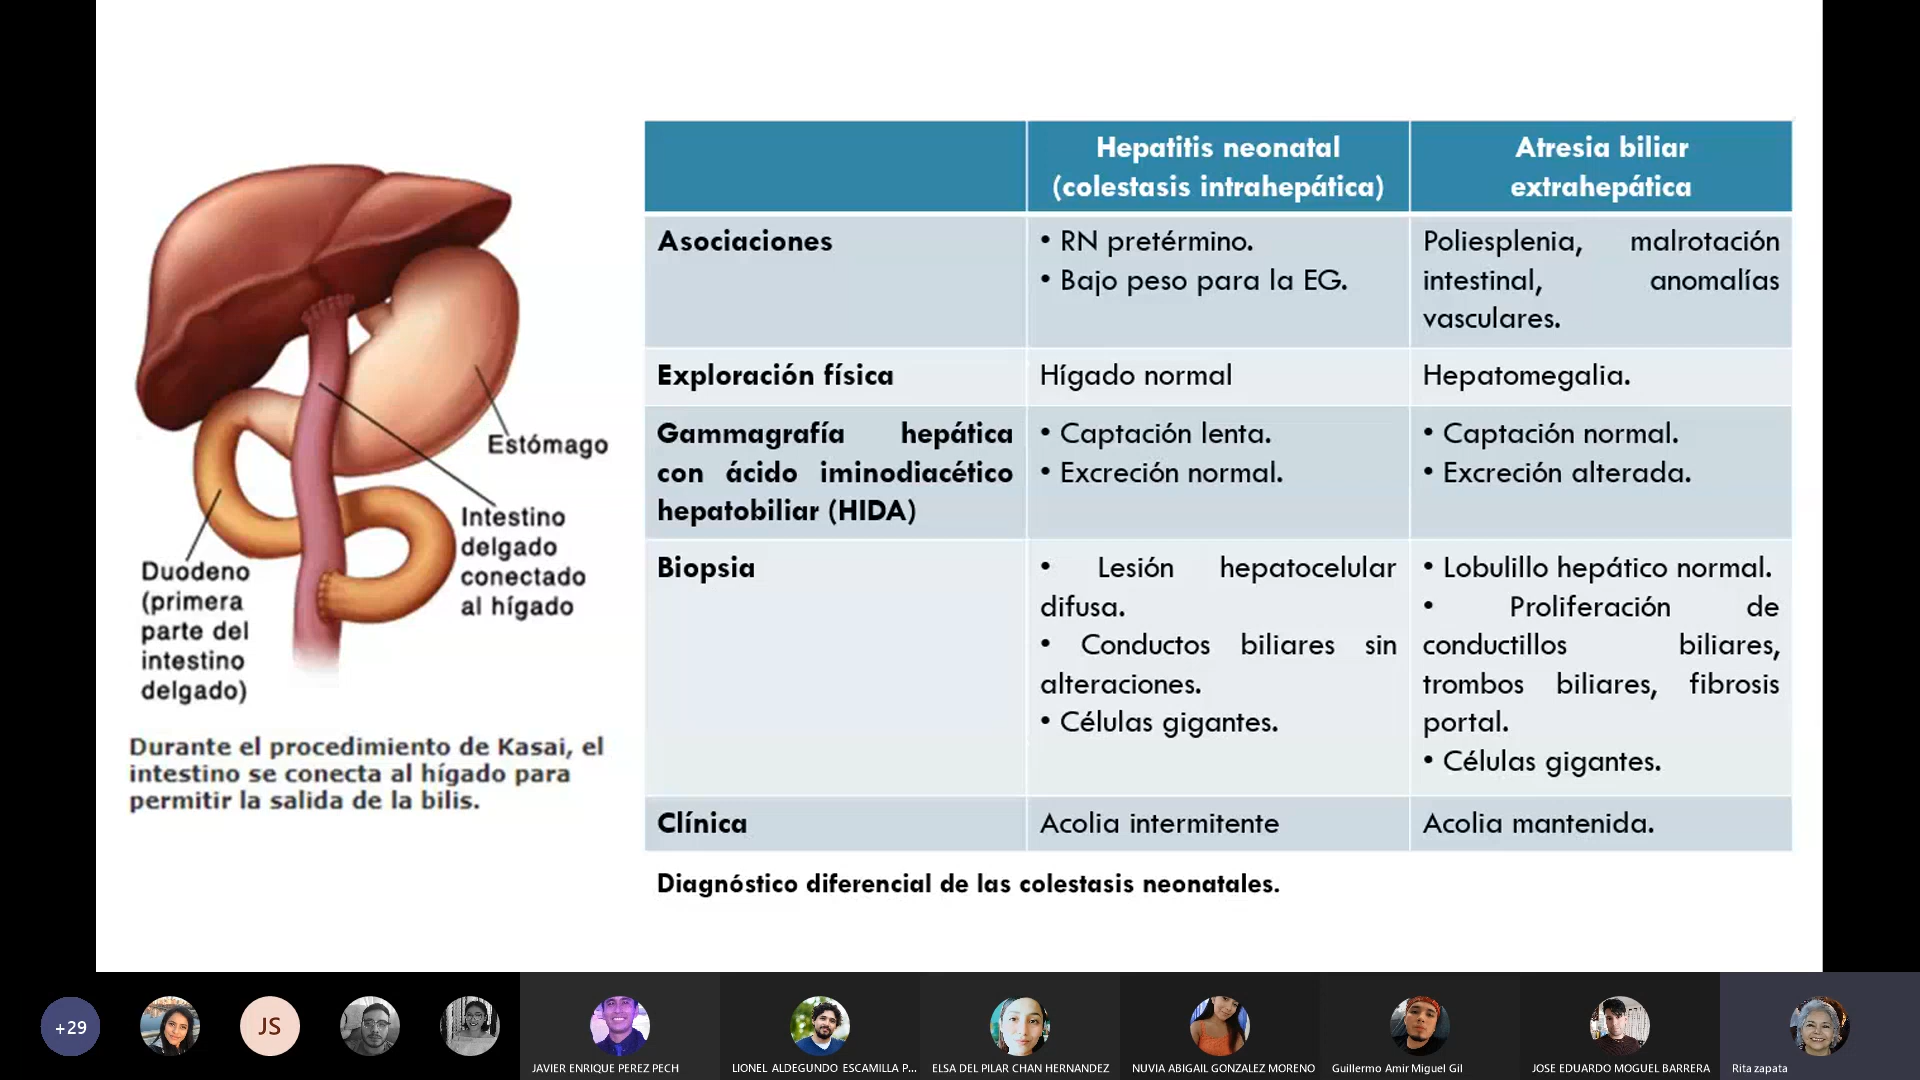 Hepatitis neonatal
(colestasis intrahepática)
Atresia biliar
extrahepática
Asociaciones
• RN pretérmino.
• Bajo peso para la EG.
Poliesplenia, malrotación
intestinal, anomalías
vasculares.
Exploración física
Hígado normal
Hepatomegalia.
Gammagrafía hepática
con ácido iminodiacético
hepatobiliar (HIDA)
• Captación lenta.
• Excreción normal.
• Captación normal.
• Excreción alterada.
Biopsia
• Lesión hepatocelular
difusa.
• Conductos biliares sin
alteraciones.
• Células gigantes.
• Lobulillo hepático normal.
• Proliferación de
conductillos biliares,
trombos biliares, fibrosis
portal.
• Células gigantes.
Clínica
Acolia intermitente
Acolia mantenida.
Diagnóstico diferencial de las colestasis neonatales.
Estómago
Intestino
delgado
conectado
al hígado
Duodeno
(primera
parte del
intestino
delgado)
Durante el procedimiento de Kasai, el
intestino se conecta al hígado para
permitir la salida de la bilis.
+29
JS
JAVIER ENRIQUE PEREZ PECH
LIONEL ALDEGUNDO ESCAMILLA P...
ELSA DEL PILAR CHAN HERNANDEZ
NUVIA ABIGAIL GONZALEZ MORENO
Guillermo Amir Miguel Gil
JOSE EDUARDO MOGUEL BARRERA
Rita zapata